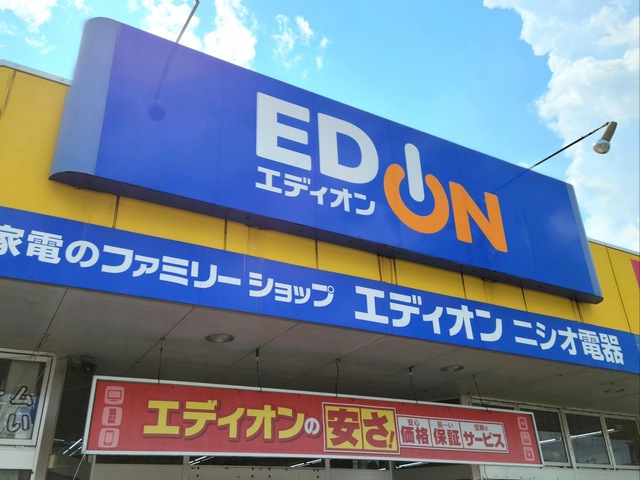 EDION
エディオン
家電のファミリーショップ エディオン ニシオ電器
エディオンの安さ! 安心価格 長~い保証 信頼のサービス
ム
い